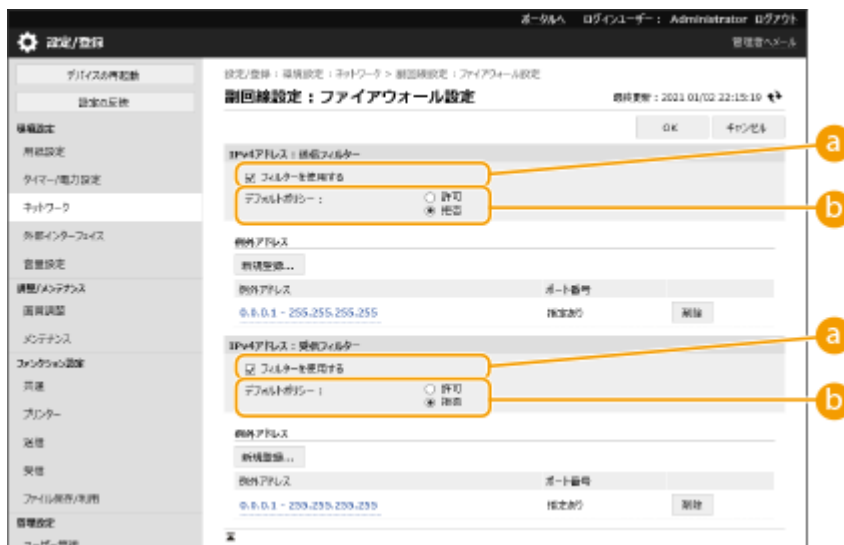 ポータルへ ログインユーザー： Administrator ログアウト
設定/登録 管理者へメール
デバイスの再起動
設定の反映
環境設定
用紙設定
タイマー/電力設定
ネットワーク
外部インターフェイス
音量設定
調整/メンテナンス
画質調整
メンテナンス
ファンクション設定
共通
プリンター
送信
受信
ファイル保存/利用
管理設定
ユーザー管理
設定/登録 : 環境設定 : ネットワーク > 副回線設定 : ファイアウォール設定
副回線設定 : ファイアウォール設定
最終更新 : 2021 01/02 22:15:19
OK キャンセル
IPv4アドレス : 送信フィルター
フィルターを使用する
a
デフォルトポリシー :
許可
拒否
b
例外アドレス
新規登録...
例外アドレス ポート番号
0.0.0.1 - 255.255.255.255 指定あり 削除
IPv4アドレス : 受信フィルター
フィルターを使用する
a
デフォルトポリシー :
許可
拒否
b
例外アドレス
新規登録...
例外アドレス ポート番号
0.0.0.1 - 255.255.255.255 指定あり 削除